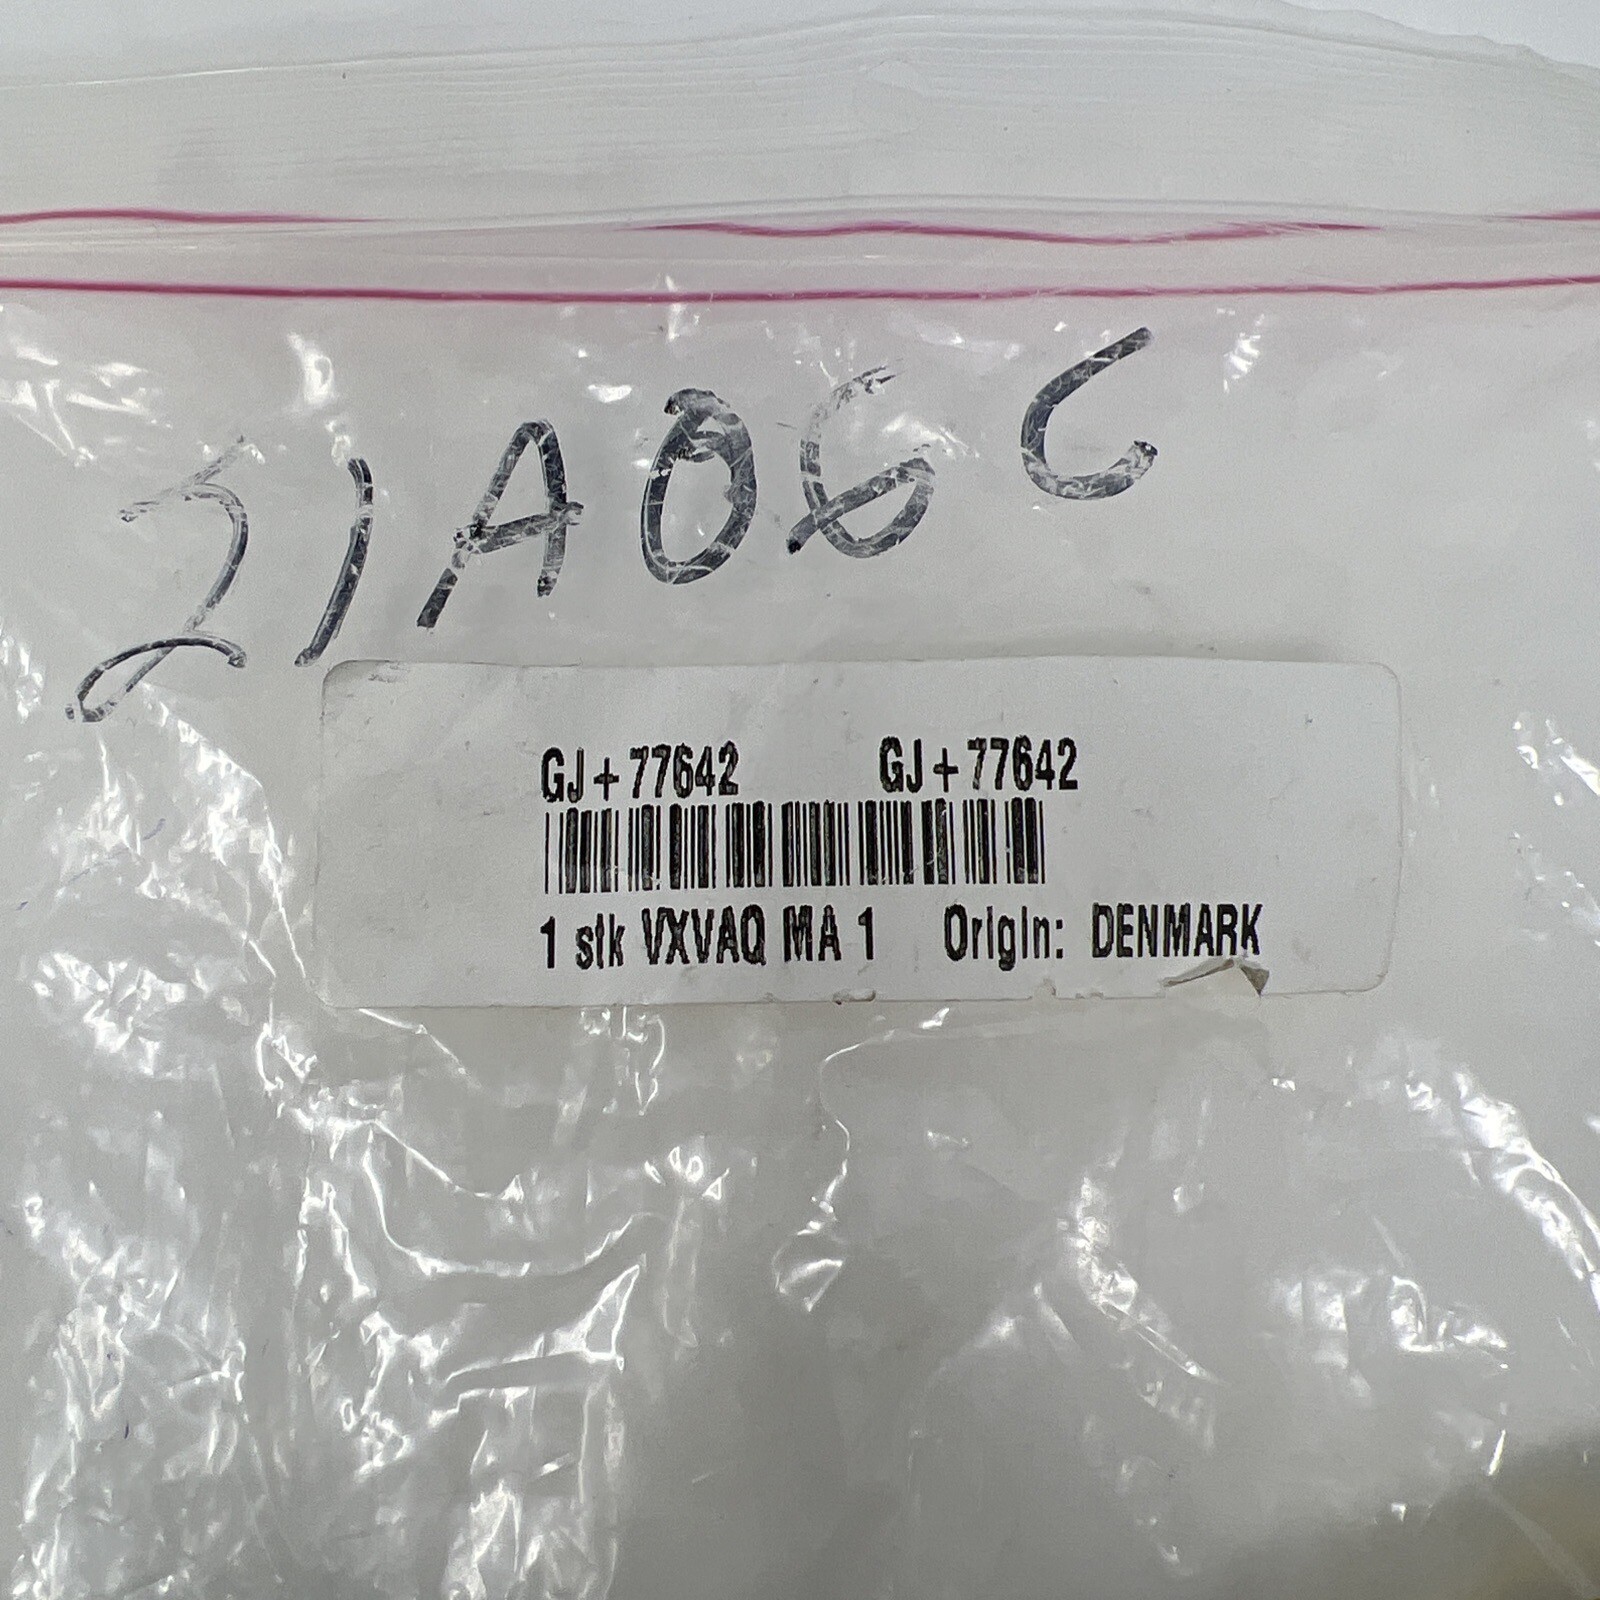 21A06C
GJ+77642 GJ+77642
1 stk VXVAQ MA 1 Origin: DENMARK